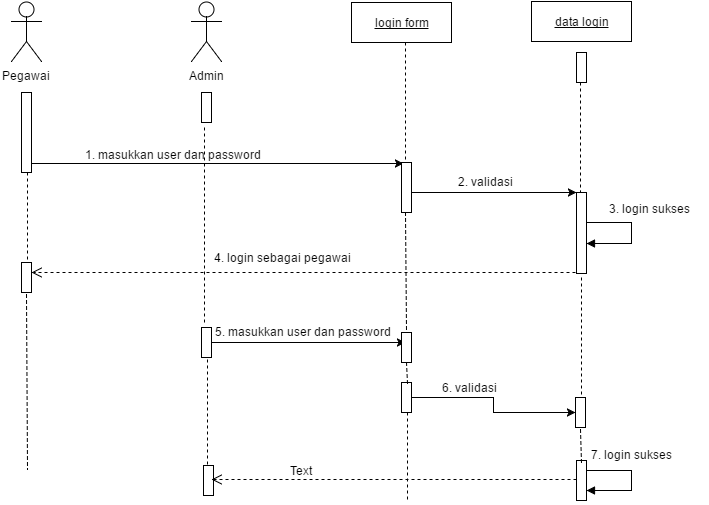 login form
data login
Pegawai
Admin
1. masukkan user dan password
2. validasi
3. login sukses
4. login sebagai pegawai
5. masukkan user dan password
6. validasi
7. login sukses
Text